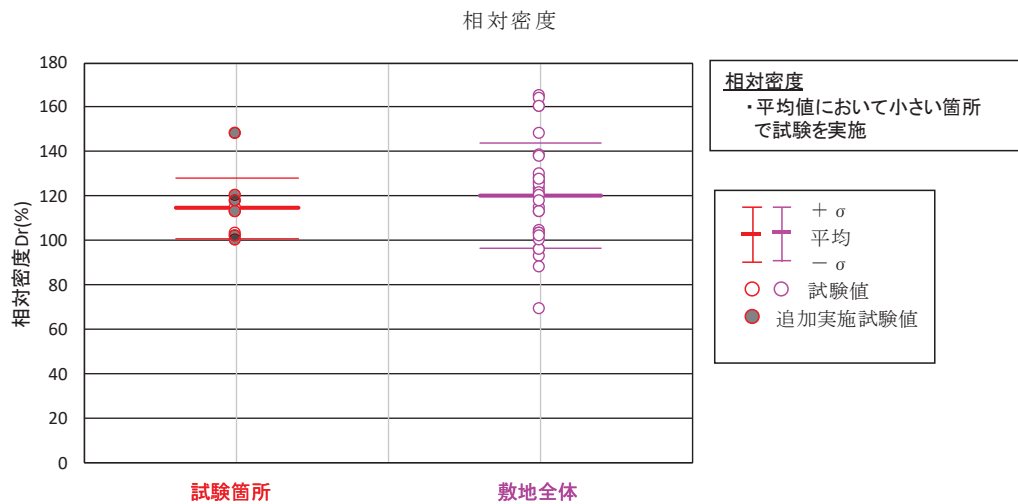 相対密度
相対密度Dr(%)
180
160
140
120
100
80
60
40
20
0
試験箇所
敷地全体
相対密度
・平均値において小さい箇所
で試験を実施
＋σ
平均
－σ
試験値
追加実施試験値